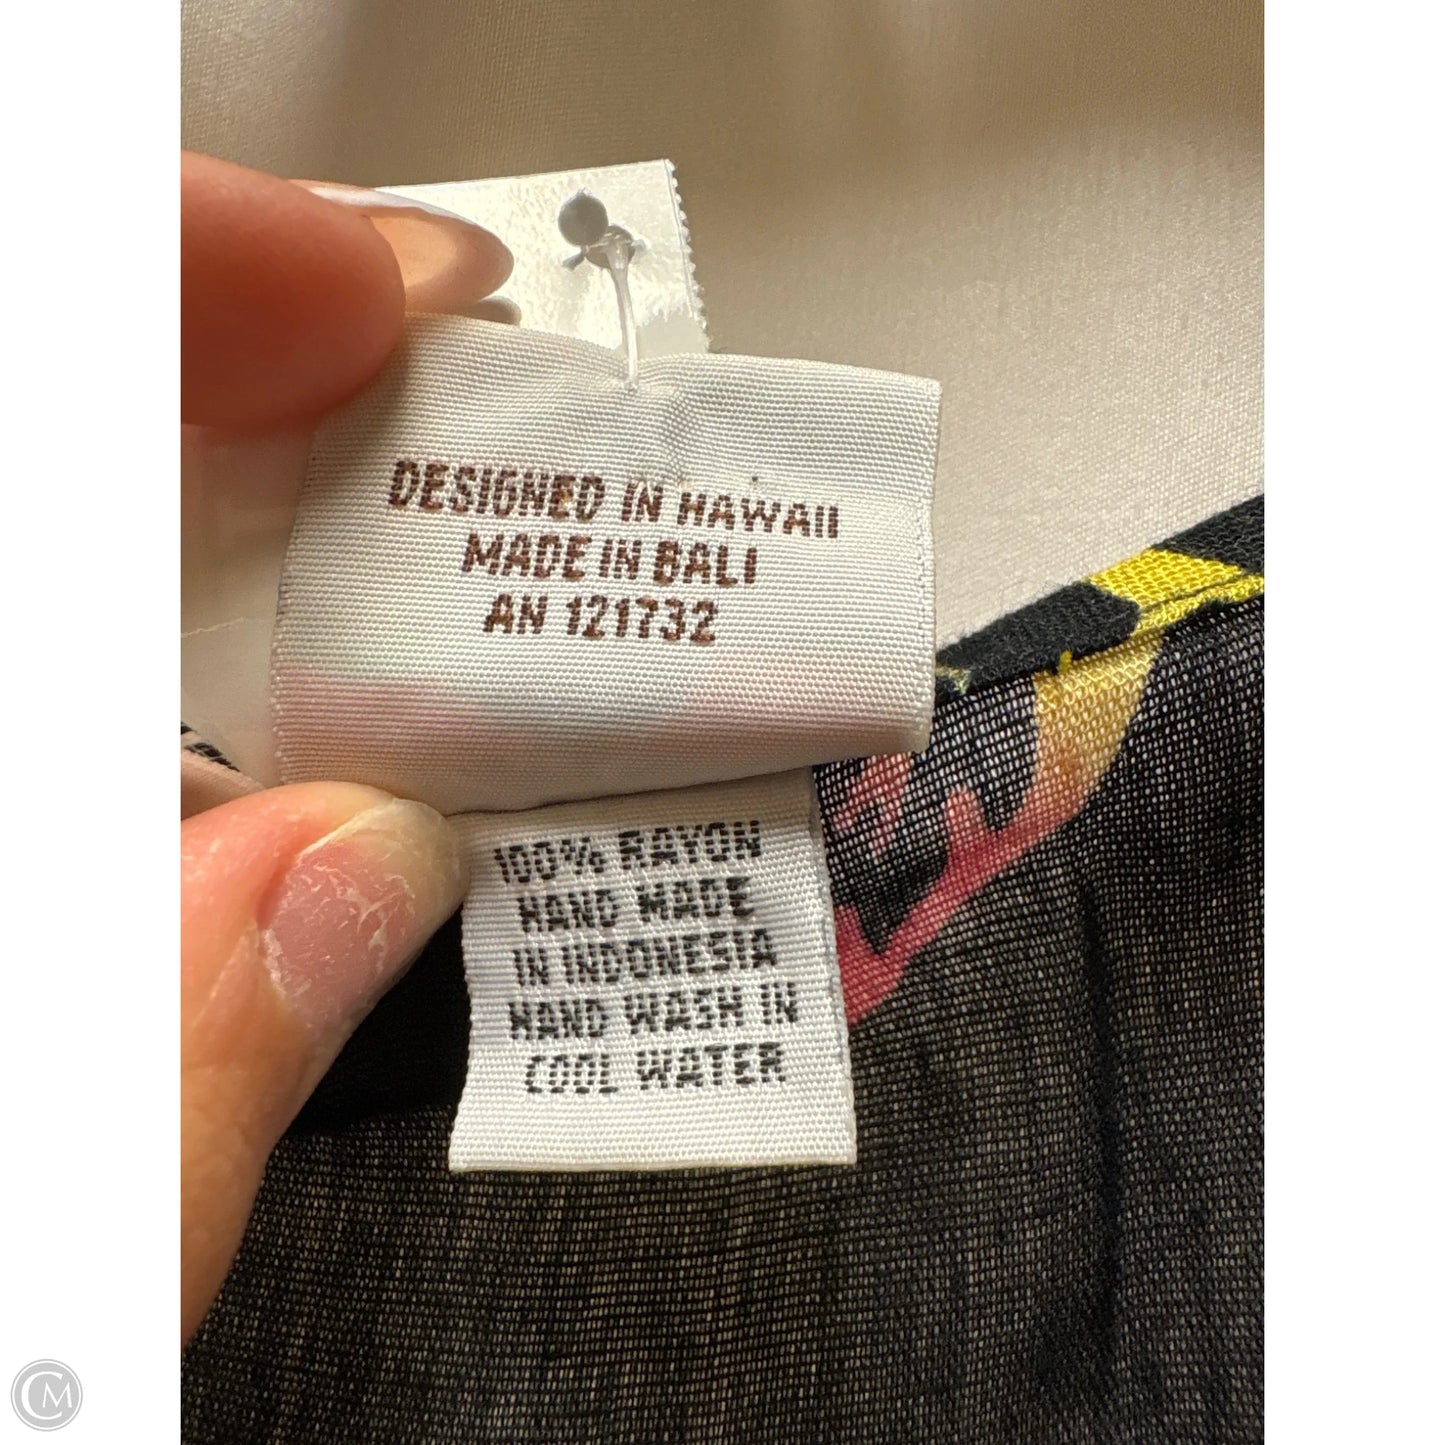 DESIGNED IN HAWAII
MADE IN BALI
AN 121732
100% RAYON
HAND MADE
IN INDONESIA
HAND WASH IN
COOL WATER
CM